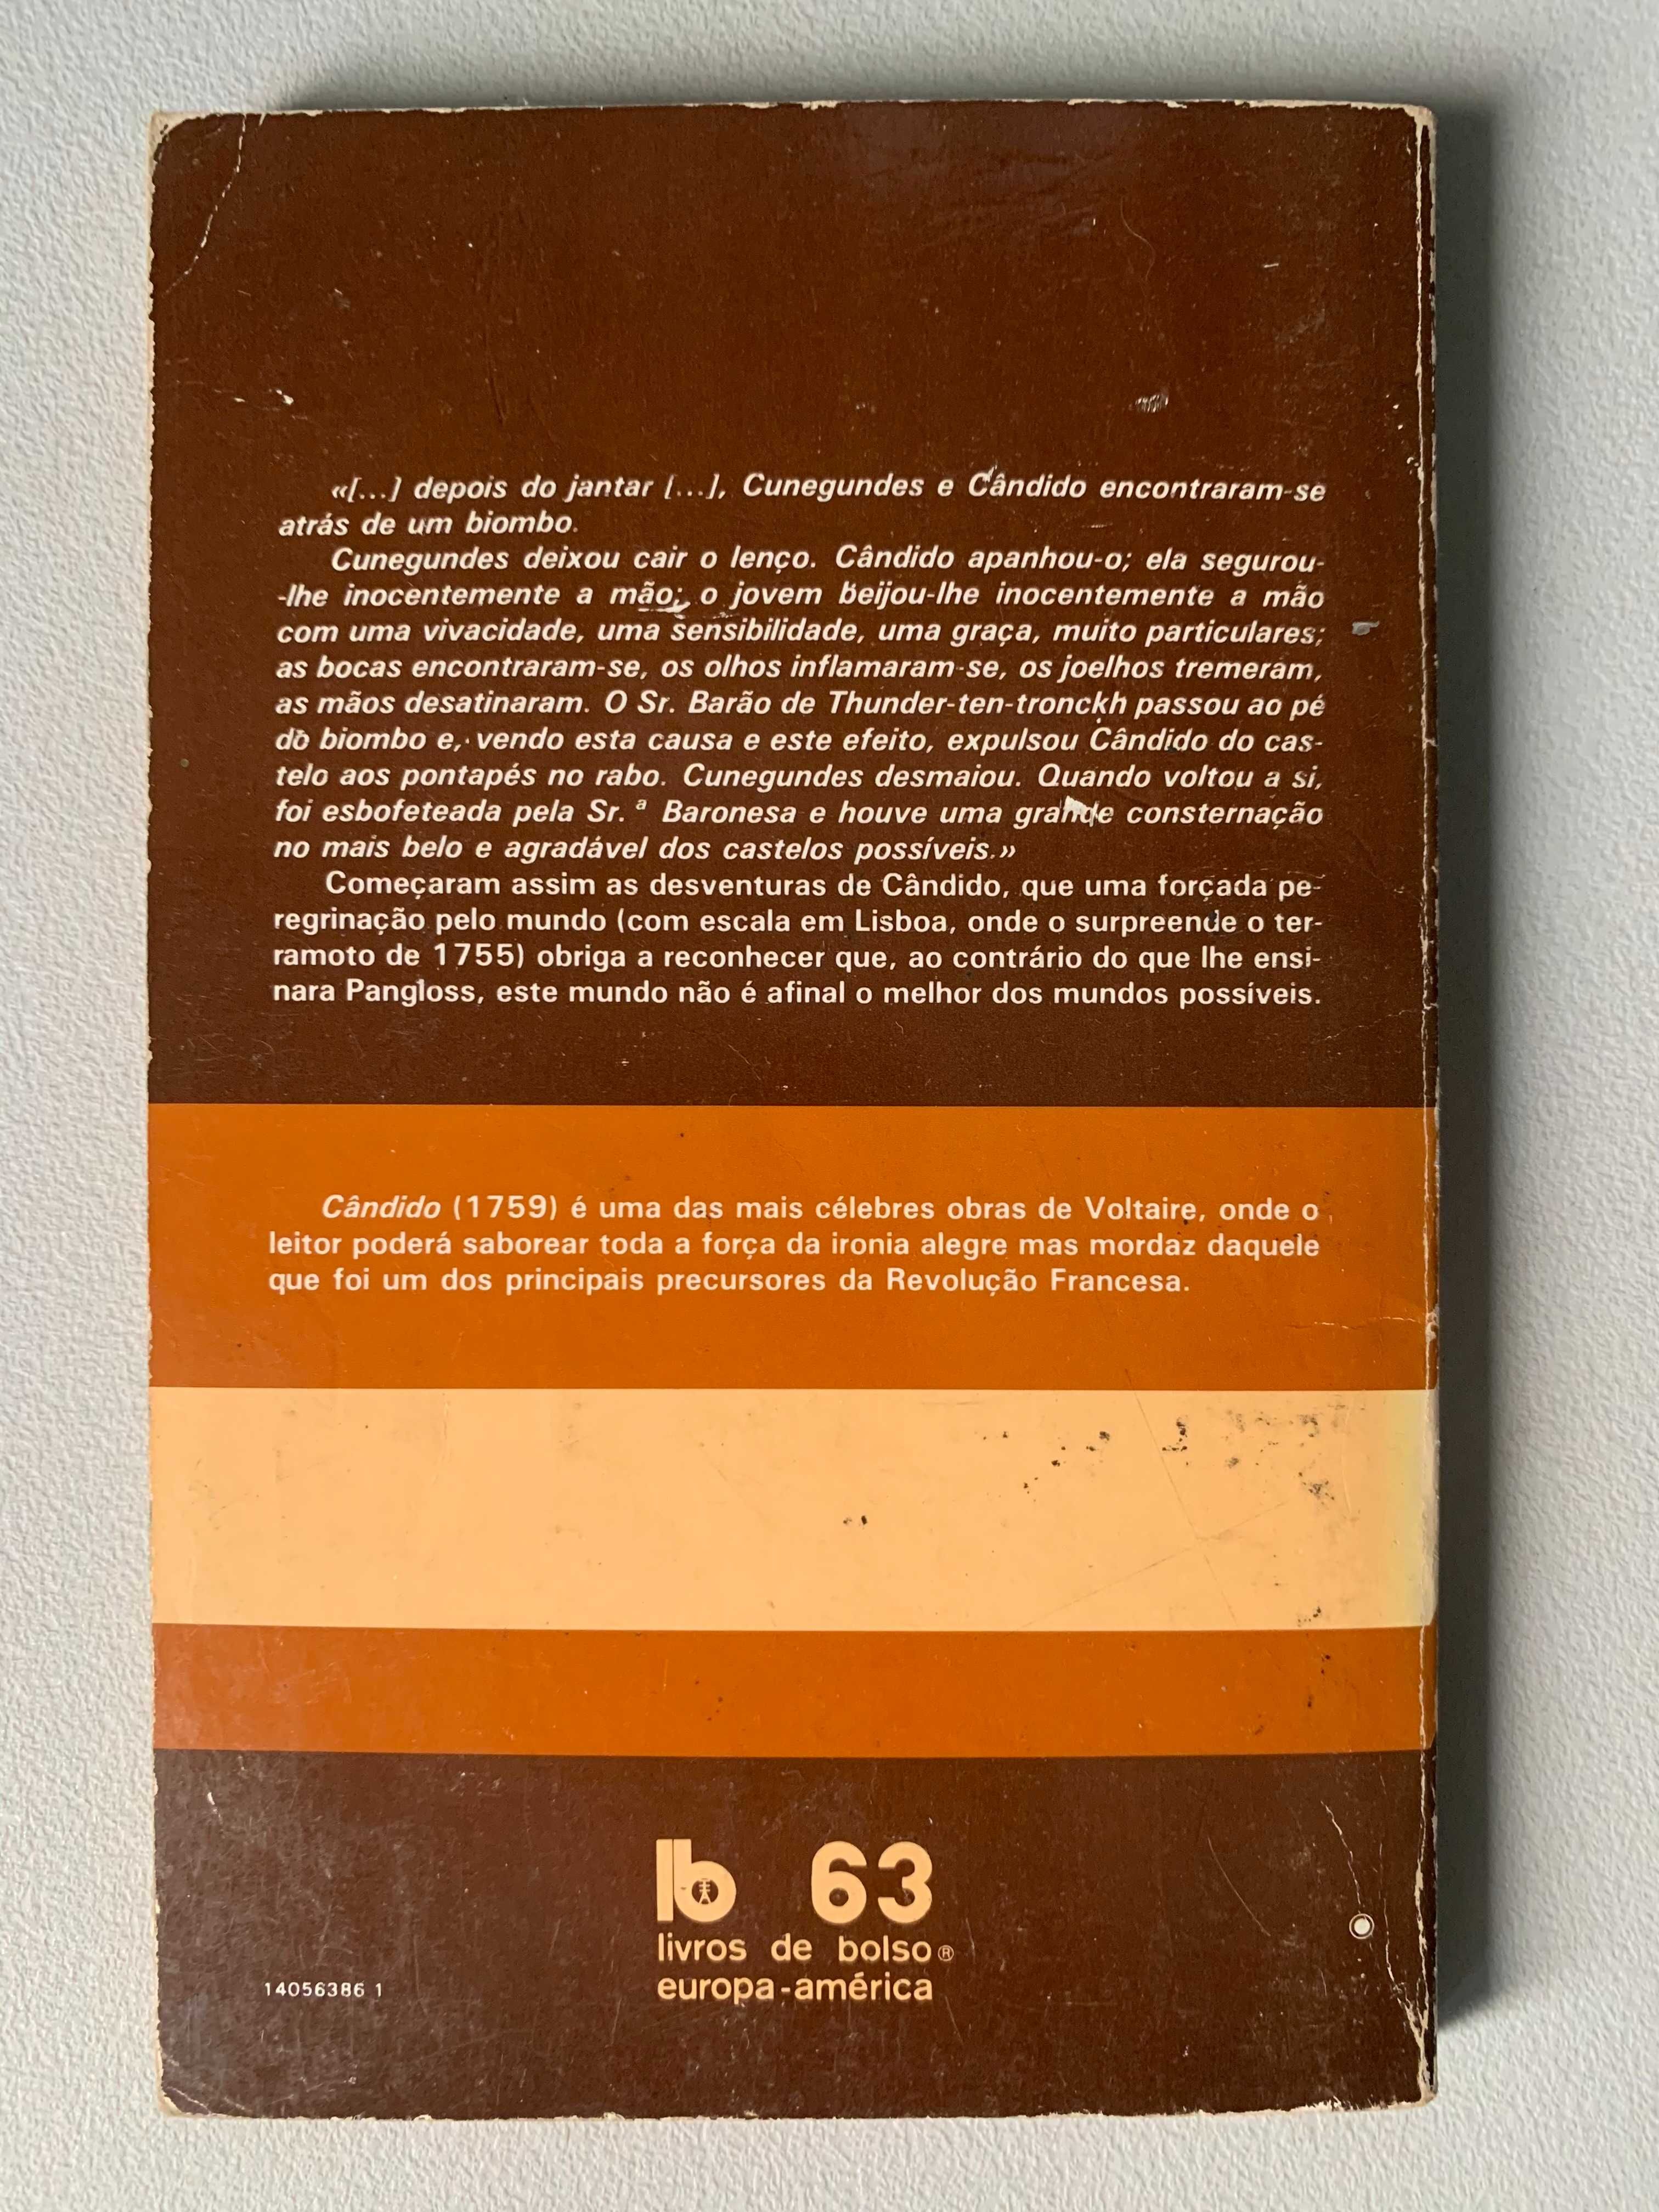 «[...] depois do jantar [...], Cunegundes e Cândido encontraram-se
atrás de um biombo.
Cunegundes deixou cair o lenço. Cândido apanhou-o; ela segurou-
-lhe inocentemente a mão; o jovem beijou-lhe inocentemente a mão
com uma vivacidade, uma sensibilidade, uma graça, muito particulares;
as bocas encontraram-se, os olhos inflamaram-se, os joelhos tremeram,
as mãos desatinaram. O Sr. Barão de Thunder-ten-tronckh passou ao pé
do biombo e, vendo esta causa e este efeito, expulsou Cândido do cas-
telo aos pontapés no rabo. Cunegundes desmaiou. Quando voltou a si,
foi esbofeteada pela Sr.ª Baronesa e houve uma grande consternação
no mais belo e agradável dos castelos possíveis.»
Começaram assim as desventuras de Cândido, que uma forçada pe-
regrinação pelo mundo (com escala em Lisboa, onde o surpreende o ter-
ramoto de 1755) obriga a reconhecer que, ao contrário do que lhe ensi-
nara Pangloss, este mundo não é afinal o melhor dos mundos possíveis.
Cândido (1759) é uma das mais célebres obras de Voltaire, onde o
leitor poderá saborear toda a força da ironia alegre mas mordaz daquele
que foi um dos principais precursores da Revolução Francesa.
lb 63
livros de bolso®
europa-américa
14056386 1